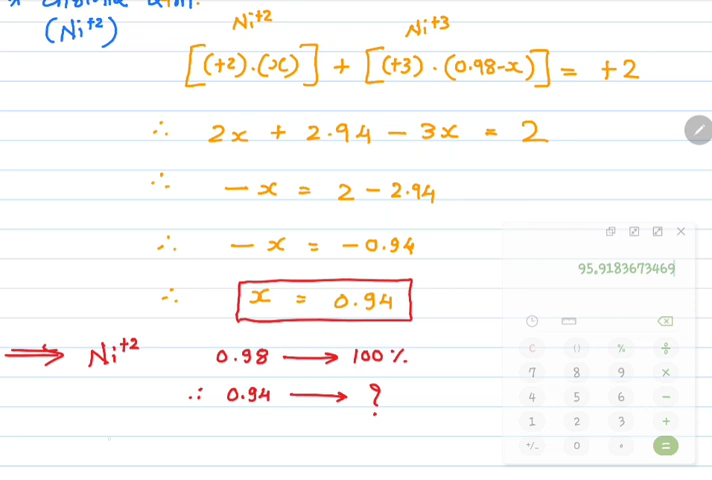 (Ni+2)
Ni+2 Ni+3
[(+2).(x)] + [(+3).(0.98-x)] = +2
∴ 2x + 2.94 - 3x = 2
∴ - x = 2 - 2.94
∴ - x = - 0.94
95.9183673469
∴ x = 0.94
⇒ Ni+2 0.98 → 100 %
∴ 0.94 → ?
C () % ÷
7 8 9 ×
4 5 6 −
1 2 3 +
+/- 0 . =